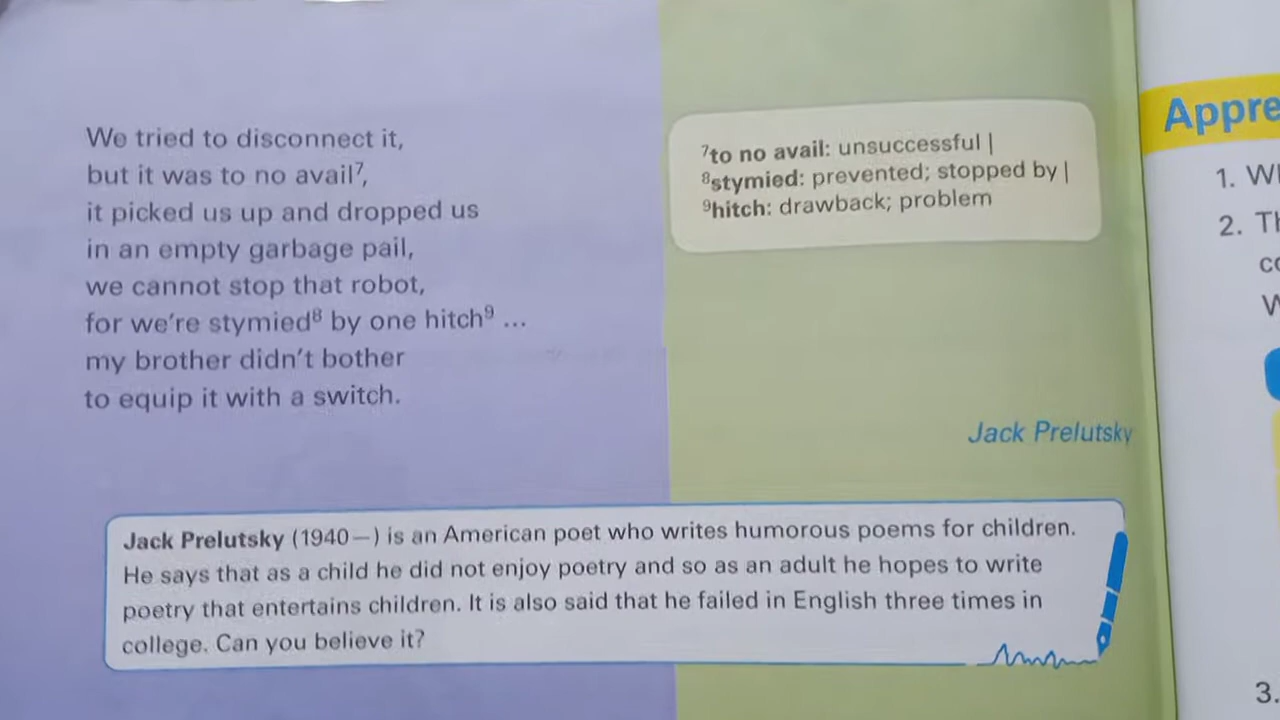 We tried to disconnect it,
but it was to no avail⁷,
it picked us up and dropped us
in an empty garbage pail,
we cannot stop that robot,
for we're stymied⁸ by one hitch⁹ ...
my brother didn't bother
to equip it with a switch.
⁷to no avail: unsuccessful |
⁸stymied: prevented; stopped by |
⁹hitch: drawback; problem
Jack Prelutsky
Jack Prelutsky (1940—) is an American poet who writes humorous poems for children.
He says that as a child he did not enjoy poetry and so as an adult he hopes to write
poetry that entertains children. It is also said that he failed in English three times in
college. Can you believe it?
1.
2.
3.